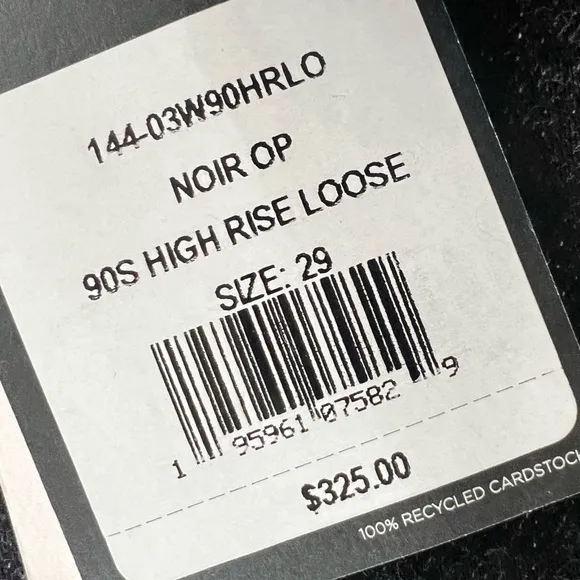 144-03W90HRLO
NOIR OP
90S HIGH RISE LOOSE
SIZE: 29
1 95961 07582 9
$325.00
100% RECYCLED CARDSTOCK